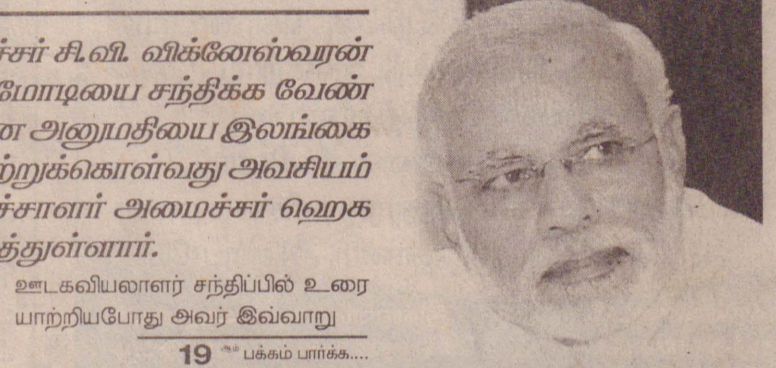 ச்சர் சி.வி. விக்னேஸ்வரன்
மோடியை சந்திக்க வேண்
ன அனுமதியை இலங்கை
ற்றுக்கொள்வது அவசியம்
ச்சாளர் அமைச்சர் ஹெக
த்துள்ளார்.
ஊடகவியலாளர் சந்திப்பில் உரை
யாற்றியபோது அவர் இவ்வாறு
19 ஆம் பக்கம் பார்க்க....